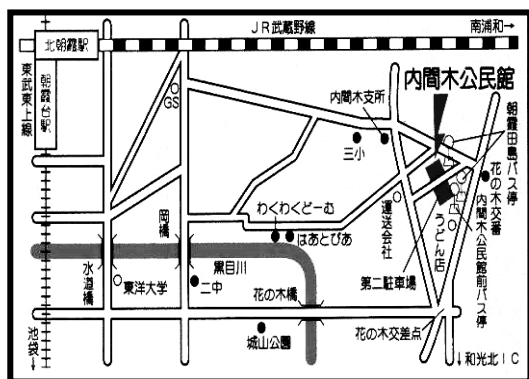 JR武蔵野線
南浦和→
北朝霞駅
朝霞台駅
東武東上線
内間木公民館
内間木支所
GS
三小
朝霞田島バス停
花の木交番
内間木公民館前バス停
うどん店
運送会社
第二駐車場
わくわくどーむ
はあとぴあ
岡橋
黒目川
水道橋
東洋大学
二中
花の木橋
城山公園
花の木交差点
池袋
和光北IC